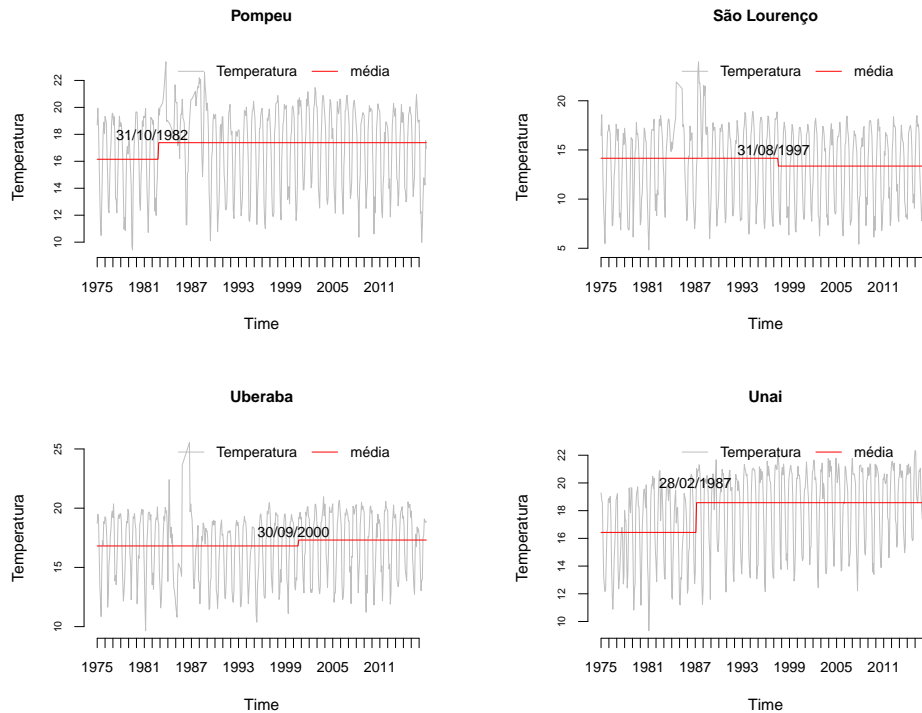 Pompeu
Temperatura média
31/10/1982
Temperatura
10 12 14 16 18 20 22
1975 1981 1987 1993 1999 2005 2011
Time
São Lourenço
Temperatura média
31/08/1997
Temperatura
5 10 15 20
1975 1981 1987 1993 1999 2005 2011
Time
Uberaba
Temperatura média
30/09/2000
Temperatura
10 15 20 25
1975 1981 1987 1993 1999 2005 2011
Time
Unai
Temperatura média
28/02/1987
Temperatura
10 12 14 16 18 20 22
1975 1981 1987 1993 1999 2005 2011
Time